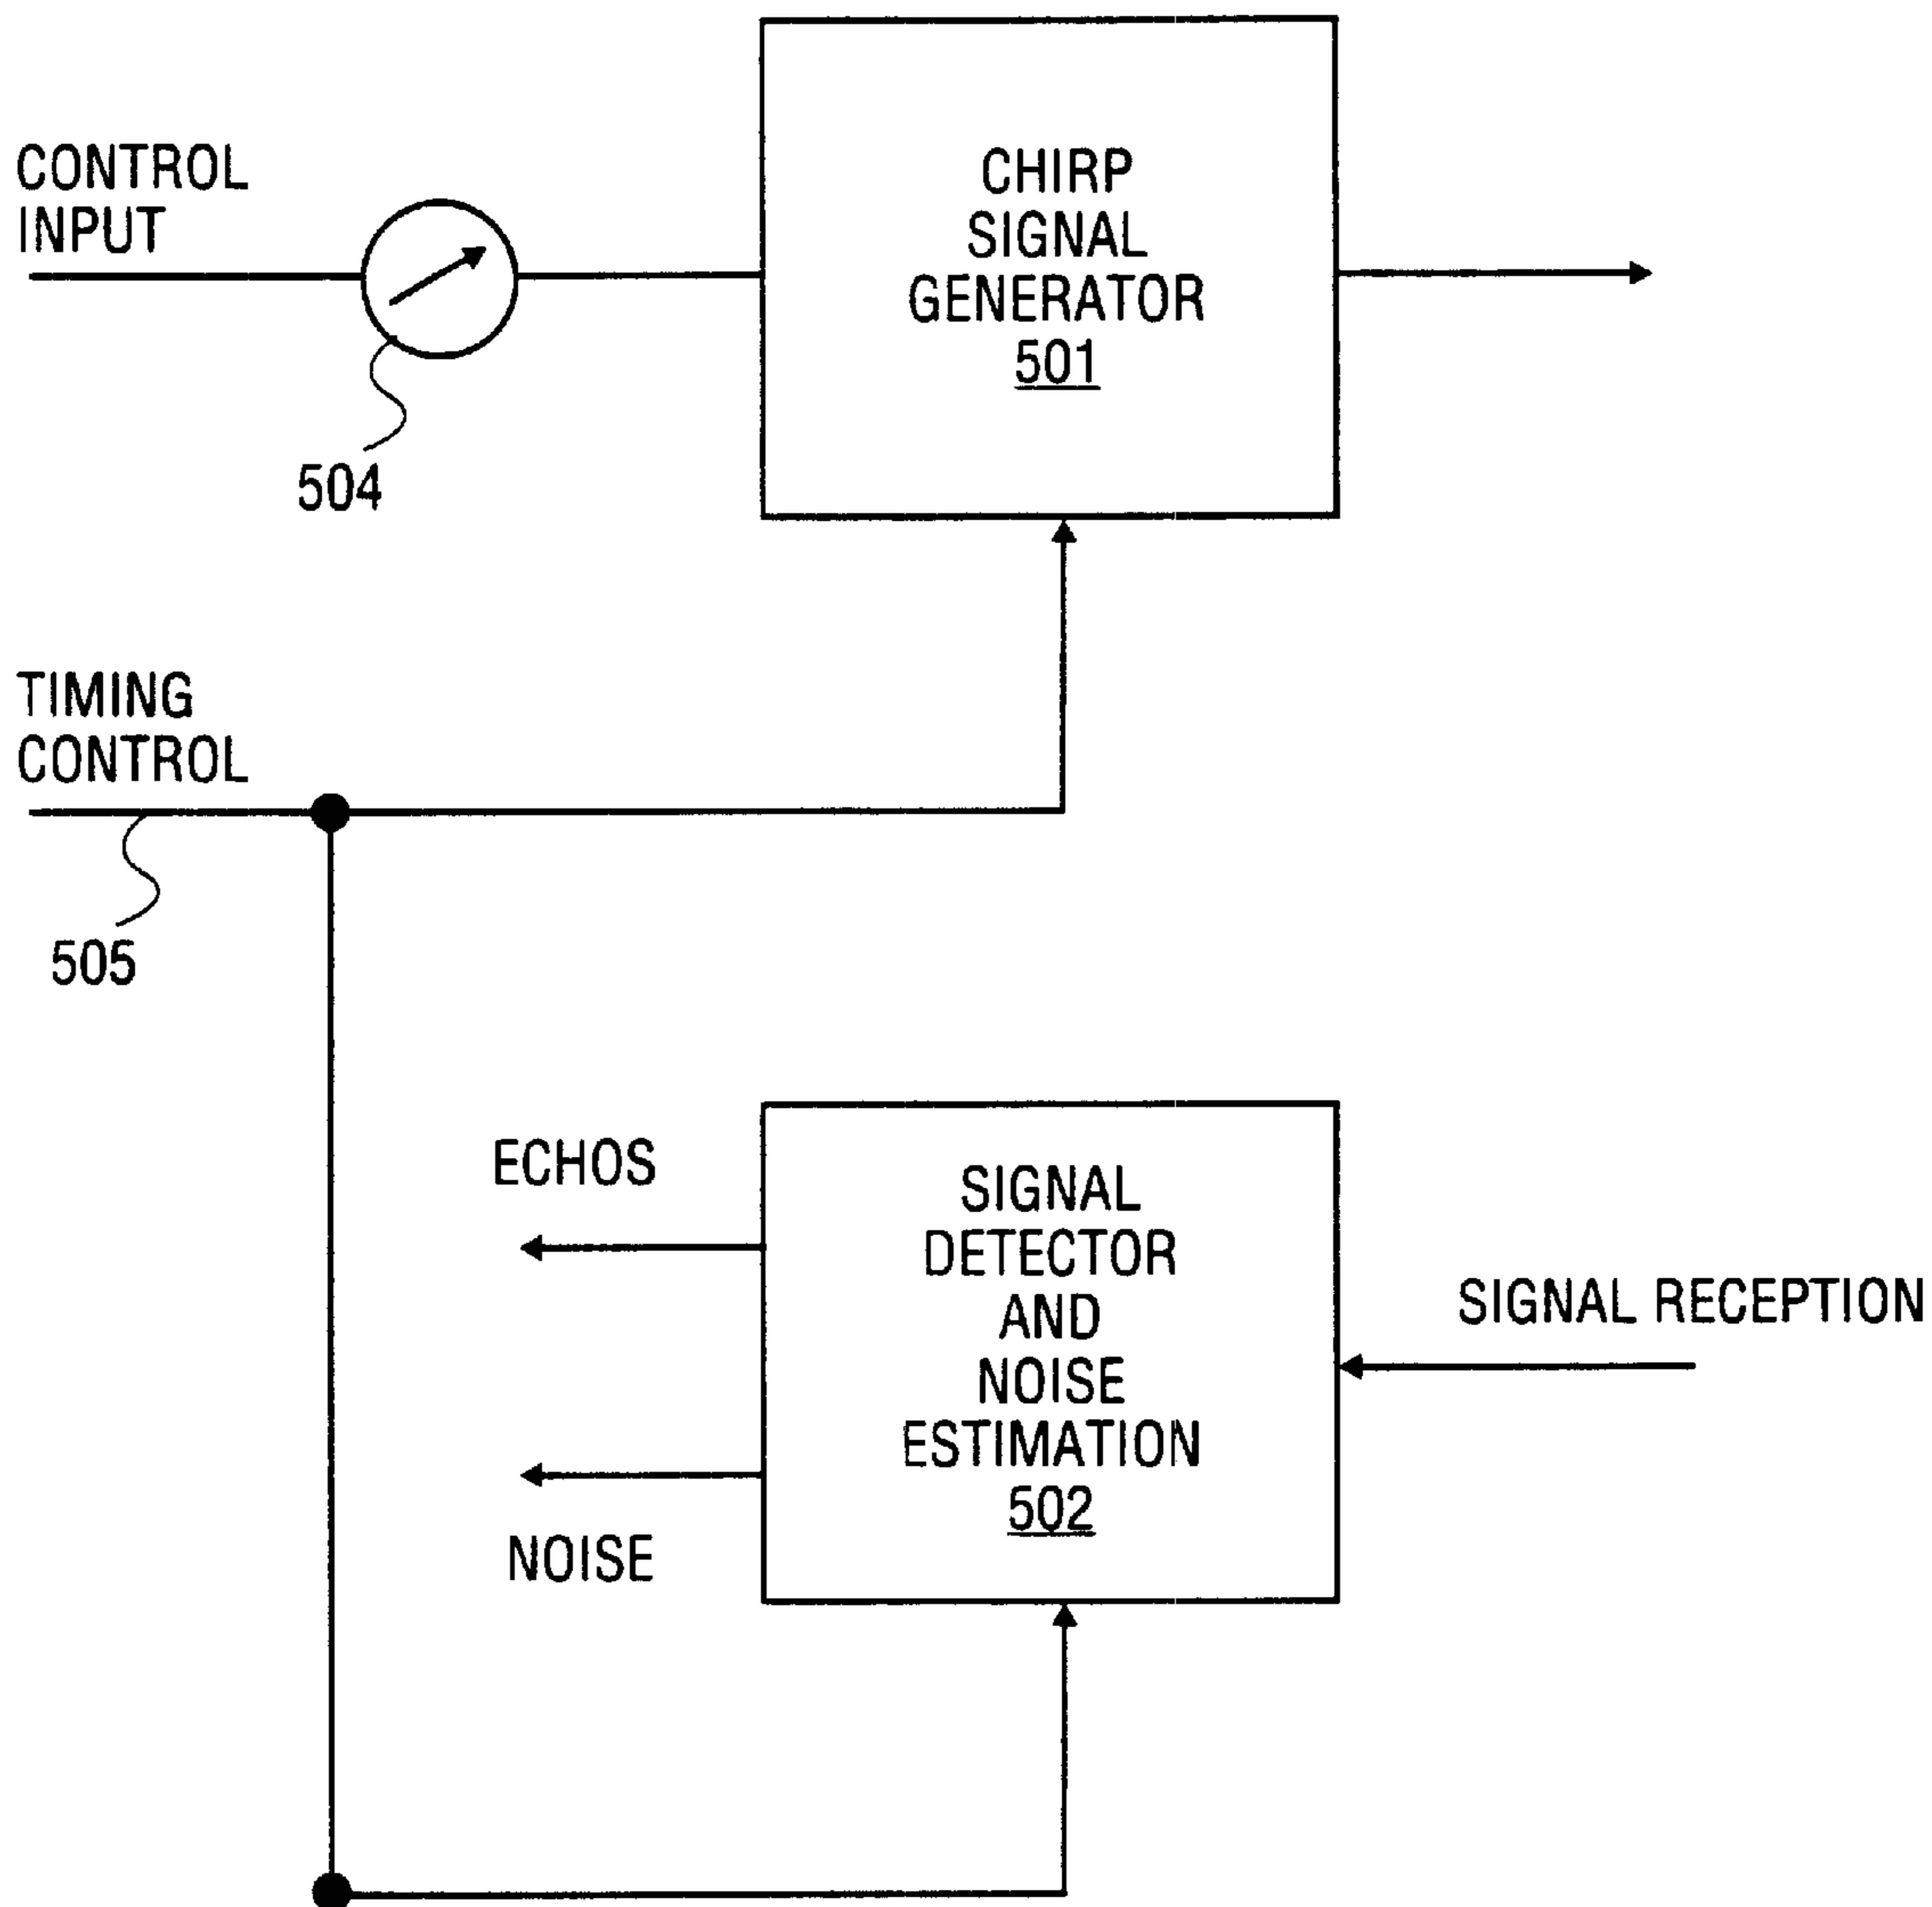 CONTROL
INPUT
504
CHIRP
SIGNAL
GENERATOR
501
TIMING
CONTROL
505
ECHOS
NOISE
SIGNAL
DETECTOR
AND
NOISE
ESTIMATION
502
SIGNAL RECEPTION